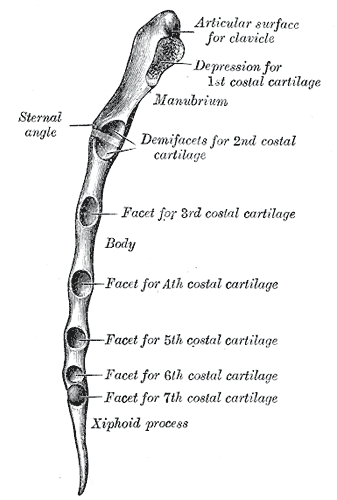 Articular surface
for clavicle
Depression for
1st costal cartilage
Manubrium
Sternal
angle
Demifacets for 2nd costal
cartilage
Facet for 3rd costal cartilage
Body
Facet for 4th costal cartilage
Facet for 5th costal cartilage
Facet for 6th costal cartilage
Facet for 7th costal cartilage
Xiphoid process